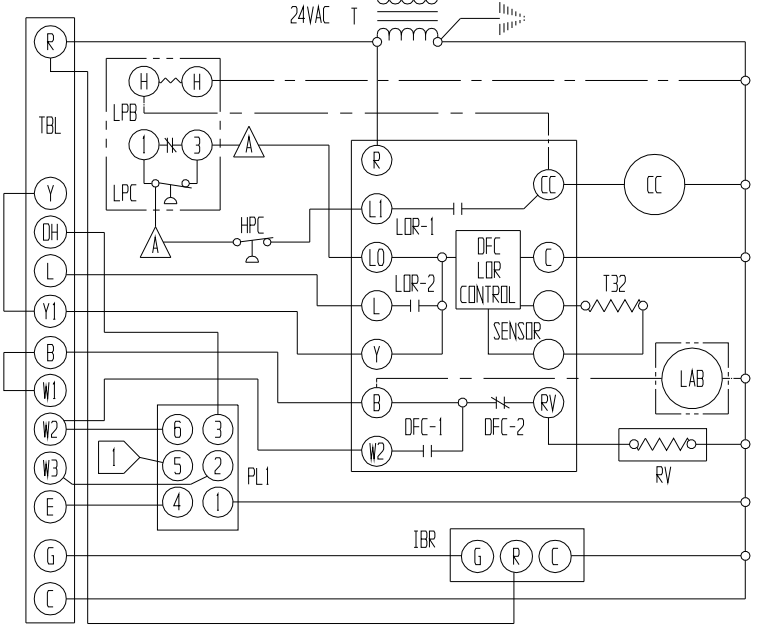 24VAC T
R
TBL
Y
DH
L
Y1
B
W1
W2
W3
E
G
C
H H
LPB
1 3
LPC
A
A
HPC
R
L1
LOR-1
CC
CC
LO
LOR-2
DFC
LOR
CONTROL
C
L
SENSOR
T32
Y
B
DFC-1
DFC-2
RV
LAB
W2
RV
6 3
5 2
4 1
1
PL1
IBR
G R C